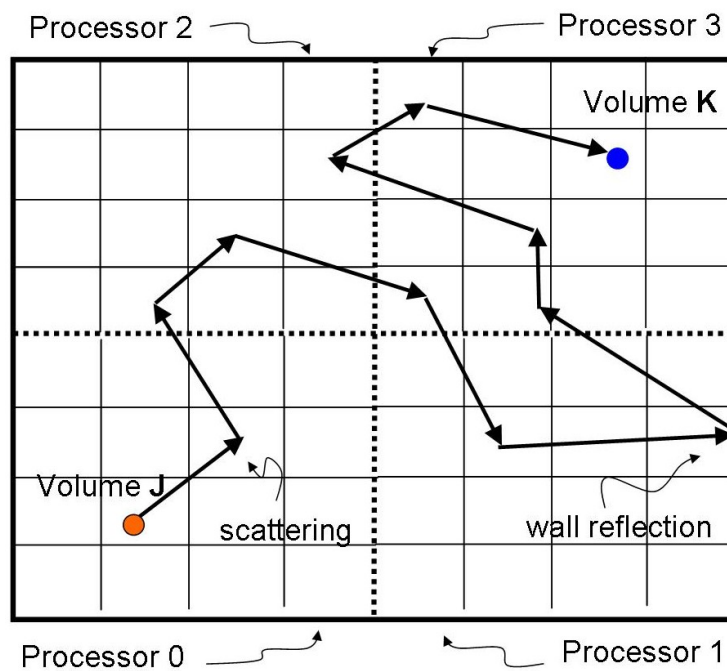 Processor 2
Processor 3
Volume K
Volume J
scattering
wall reflection
Processor 0
Processor 1